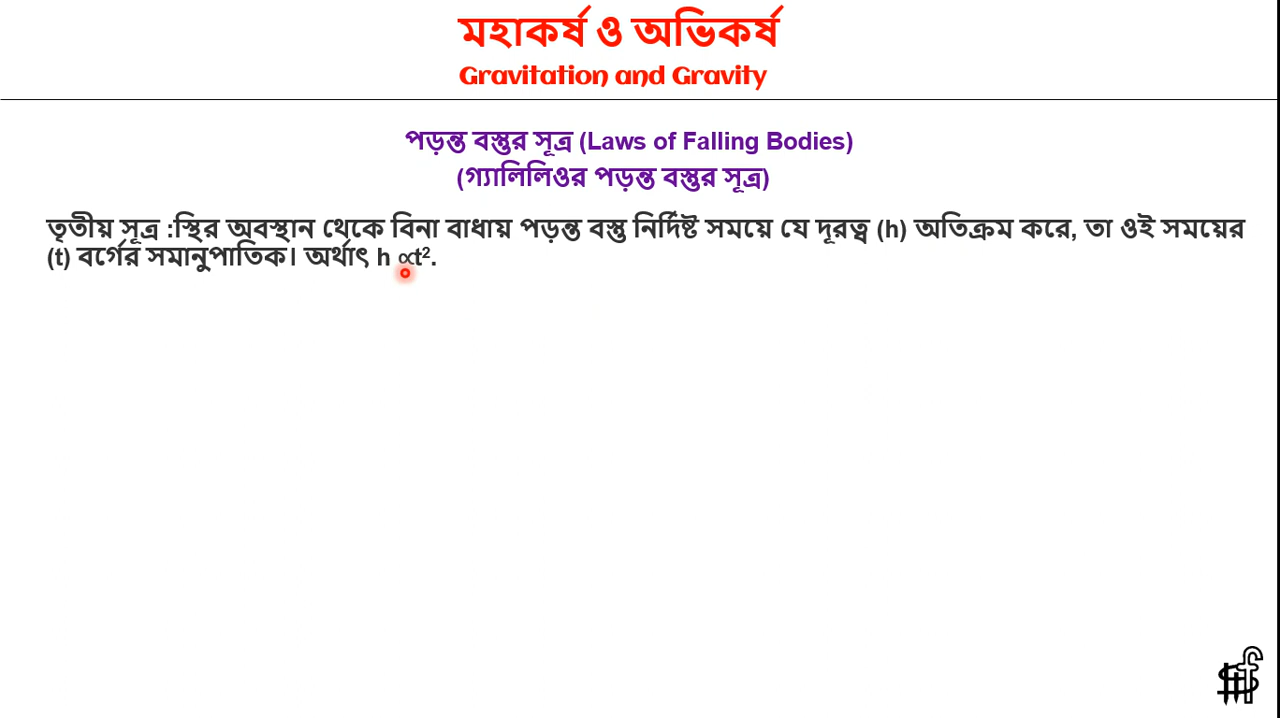 মহাকর্ষ ও অভিকর্ষ
Gravitation and Gravity
পড়ন্ত বস্তুর সূত্র (Laws of Falling Bodies)
(গ্যালিলিওর পড়ন্ত বস্তুর সূত্র)
তৃতীয় সূত্র :স্থির অবস্থান থেকে বিনা বাধায় পড়ন্ত বস্তু নির্দিষ্ট সময়ে যে দূরত্ব (h) অতিক্রম করে, তা ওই সময়ের
(t) বর্গের সমানুপাতিক। অর্থাৎ h ∝t².